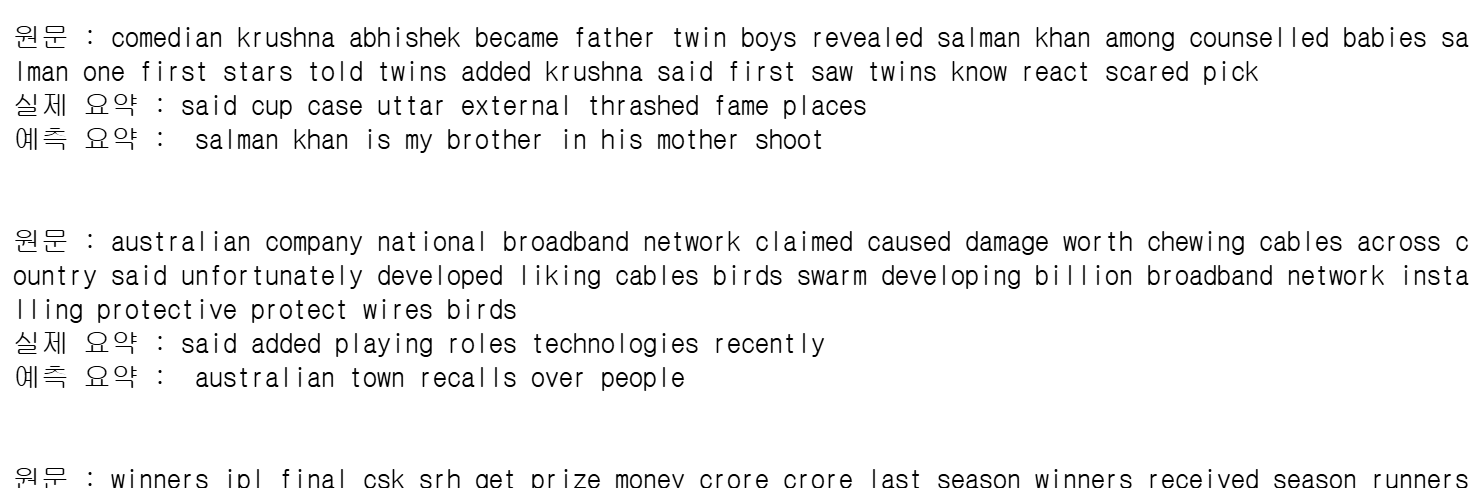 원문 : comedian krushna abhishek became father twin boys revealed salman khan among counselled babies sa
lman one first stars told twins added krushna said first saw twins know react scared pick
실제 요약 : said cup case uttar external thrashed fame places
예측 요약 :  salman khan is my brother in his mother shoot
원문 : australian company national broadband network claimed caused damage worth chewing cables across c
ountry said unfortunately developed liking cables birds swarm developing billion broadband network insta
lling protective protect wires birds
실제 요약 : said added playing roles technologies recently
예측 요약 :  australian town recalls over people
원문 : winners ipl final csk srh get prize money crore crore last season winners received season runners